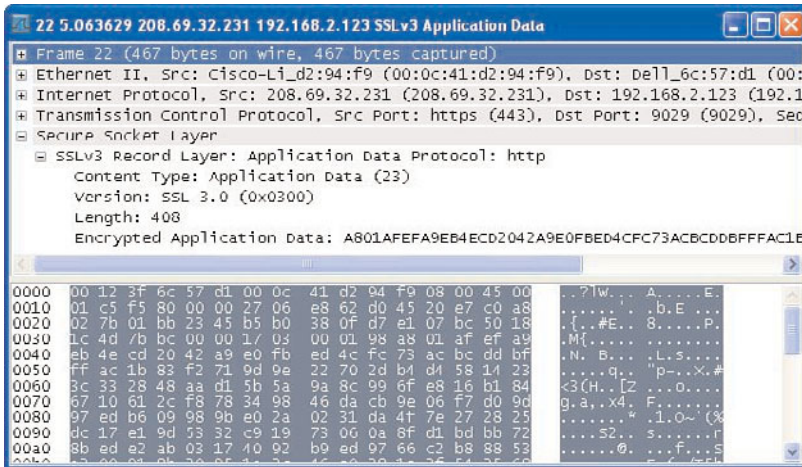 22 5.063629 208.69.32.231 192.168.2.123 SSLv3 Application Data
Frame 22 (467 bytes on wire, 467 bytes captured)
Ethernet II, Src: Cisco-Li_d2:94:f9 (00:0c:41:d2:94:f9), Dst: Dell_6c:57:d1 (00:
Internet Protocol, Src: 208.69.32.231 (208.69.32.231), Dst: 192.168.2.123 (192.1
Transmission Control Protocol, Src Port: https (443), Dst Port: 9029 (9029), Seq
Secure Socket Layer
SSLv3 Record Layer: Application Data Protocol: http
Content Type: Application Data (23)
Version: SSL 3.0 (0x0300)
Length: 408
Encrypted Application Data: A801AFEFA9EB4ECD2042A9E0FBED4CFC73ACBCDDBFFFAC1B
0000 00 12 3f 6c 57 d1 00 0c 41 d2 94 f9 08 00 45 00 ..?lW... A.....E.
0010 01 c5 f5 80 00 00 27 06 e8 62 d0 45 20 e7 c0 a8 ......'. .b.E ...
0020 02 7b 01 bb 23 45 b5 b0 38 0f d7 e1 07 bc 50 18 .{..#E.. 8.....P.
0030 1c 4d 7b bc 00 00 17 03 00 01 98 a8 01 af ef a9 .M{..... ........
0040 eb 4e cd 20 42 a9 e0 fb ed 4c fc 73 ac bc dd bf .N. B... .L.s....
0050 ff ac 1b 83 f2 71 9d 9e 22 70 2d b4 d4 58 14 23 .....q.. "p-..X.#
0060 3c 33 28 48 aa d1 5b 5a 9a 8c 99 6f e8 16 b1 84 <3(H..[Z ...o....
0070 67 10 61 2c f8 78 34 98 46 da cb 9e 06 f7 d0 9d g.a,.x4. F.......
0080 97 ed b6 09 98 9b e0 2a 02 31 da 4f 7e 27 28 25 .......* .1.O~'(%
0090 dc 17 e1 9d 53 32 c9 19 73 06 0a 8f d1 bd bb 72 ....S2.. s......r
00a0 8b ed e2 ab 03 17 40 92 b9 ed 97 66 c2 b8 88 53 ......@. ...f...S